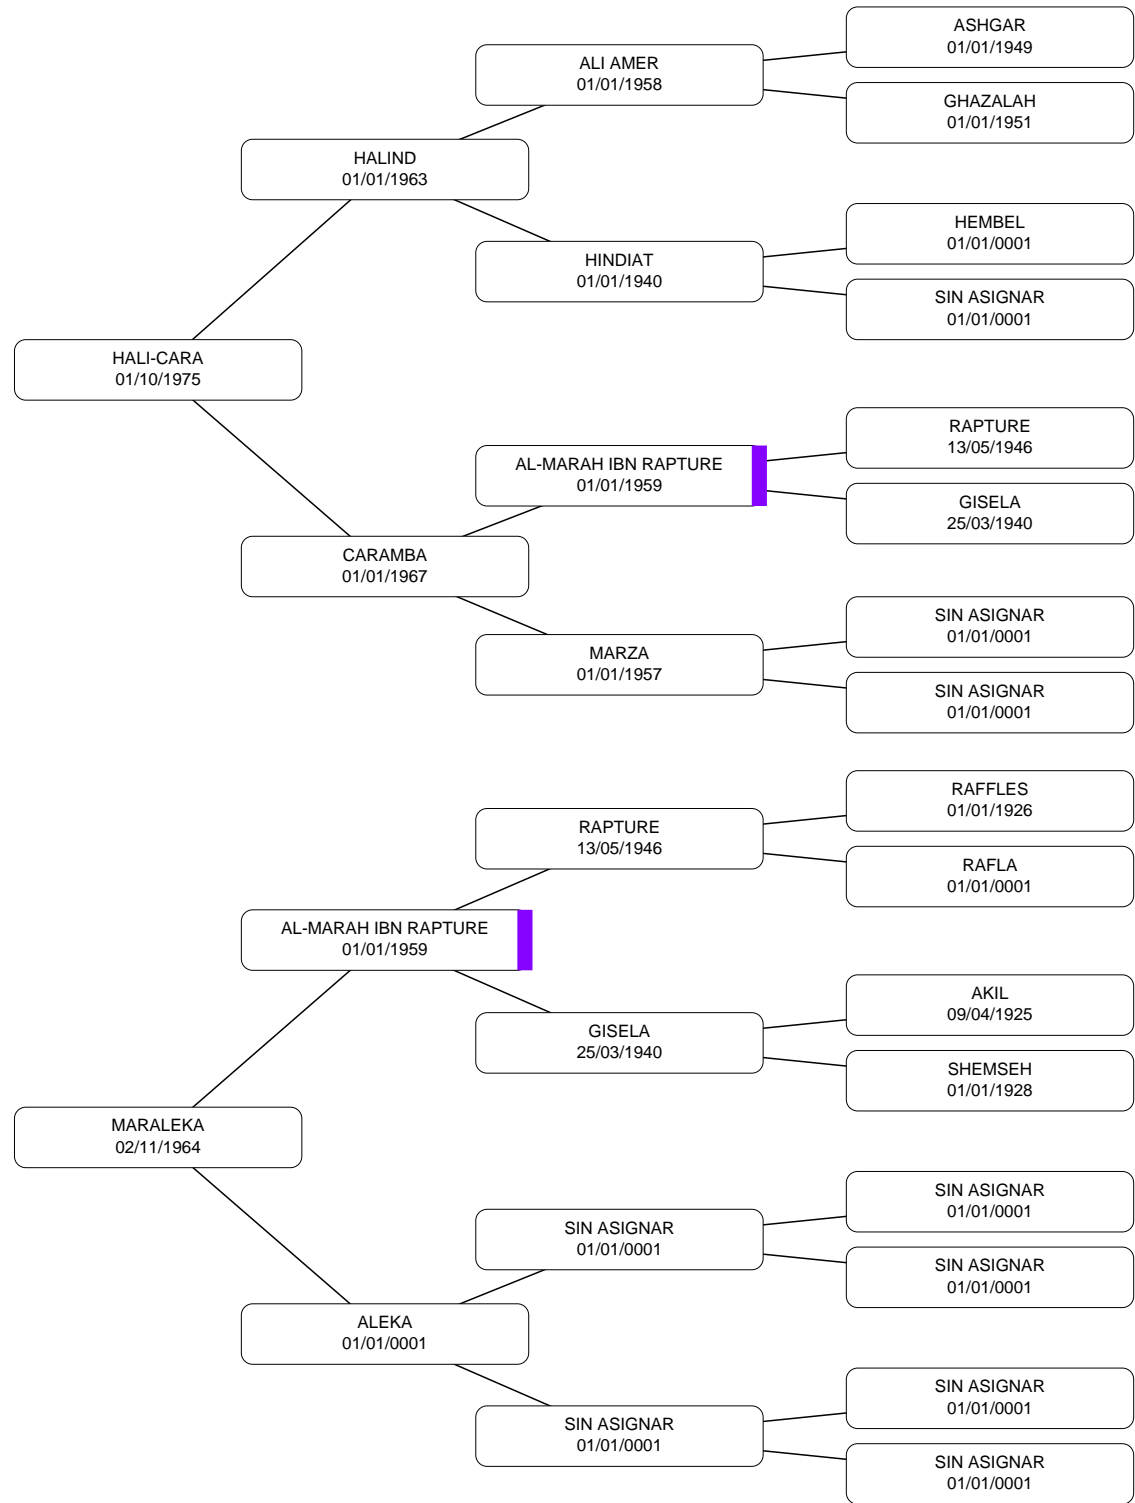 ASHGAR
01/01/1949
ALI AMER
01/01/1958
GHAZALAH
01/01/1951
HALIND
01/01/1963
HEMBEL
01/01/0001
HINDIAT
01/01/1940
SIN ASIGNAR
01/01/0001
HALI-CARA
01/10/1975
RAPTURE
13/05/1946
AL-MARAH IBN RAPTURE
01/01/1959
GISELA
25/03/1940
CARAMBA
01/01/1967
SIN ASIGNAR
01/01/0001
MARZA
01/01/1957
SIN ASIGNAR
01/01/0001
RAFFLES
01/01/1926
RAPTURE
13/05/1946
RAFLA
01/01/0001
AL-MARAH IBN RAPTURE
01/01/1959
AKIL
09/04/1925
GISELA
25/03/1940
SHEMSEH
01/01/1928
MARALEKA
02/11/1964
SIN ASIGNAR
01/01/0001
SIN ASIGNAR
01/01/0001
SIN ASIGNAR
01/01/0001
ALEKA
01/01/0001
SIN ASIGNAR
01/01/0001
SIN ASIGNAR
01/01/0001
SIN ASIGNAR
01/01/0001